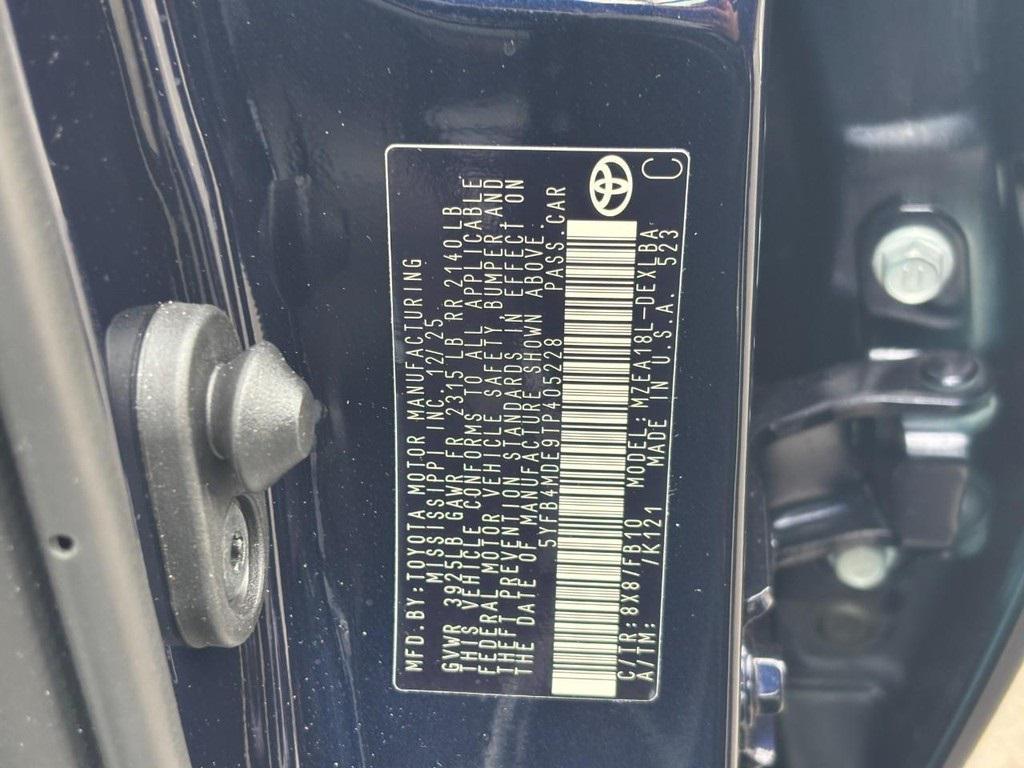 MFD.BY:TOYOTA MOTOR MANUFACTURING
MISSISSIPPI INC. 12/25
GVWR 3925LB GAWR FR 2315LB RR 2140LB
THIS VEHICLE CONFORMS TO ALL APPLICABLE
FEDERAL MOTOR VEHICLE SAFETY, BUMPER AND
THEFT PREVENTION STANDARDS IN EFFECT ON
THE DATE OF MANUFACTURE SHOWN ABOVE.
5YFB4MDE9TP405228 PASS.CAR
C/TR: 8X8/FB10 MODEL: MZEA18L-DEXLBA
A/TM: /K121 MADE IN U.S.A. 523
C